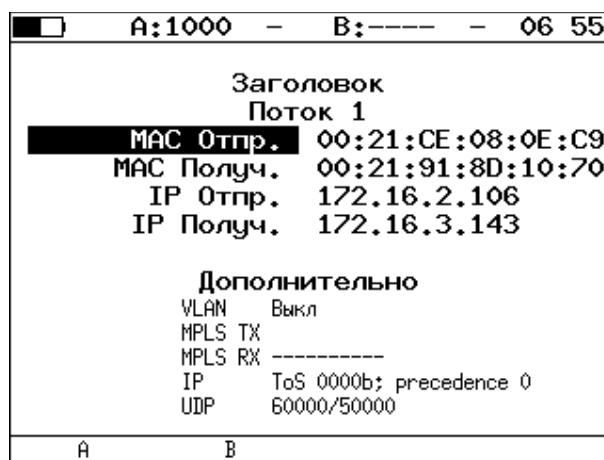 A:1000 - B:---- - 06 55
Заголовок
Поток 1
MAC Отпр. 00:21:CE:08:0E:C9
MAC Получ. 00:21:91:8D:10:70
IP Отпр. 172.16.2.106
IP Получ. 172.16.3.143
Дополнительно
VLAN Выкл
MPLS TX
MPLS RX ----------
IP ToS 0000b; precedence 0
UDP 60000/50000
A B